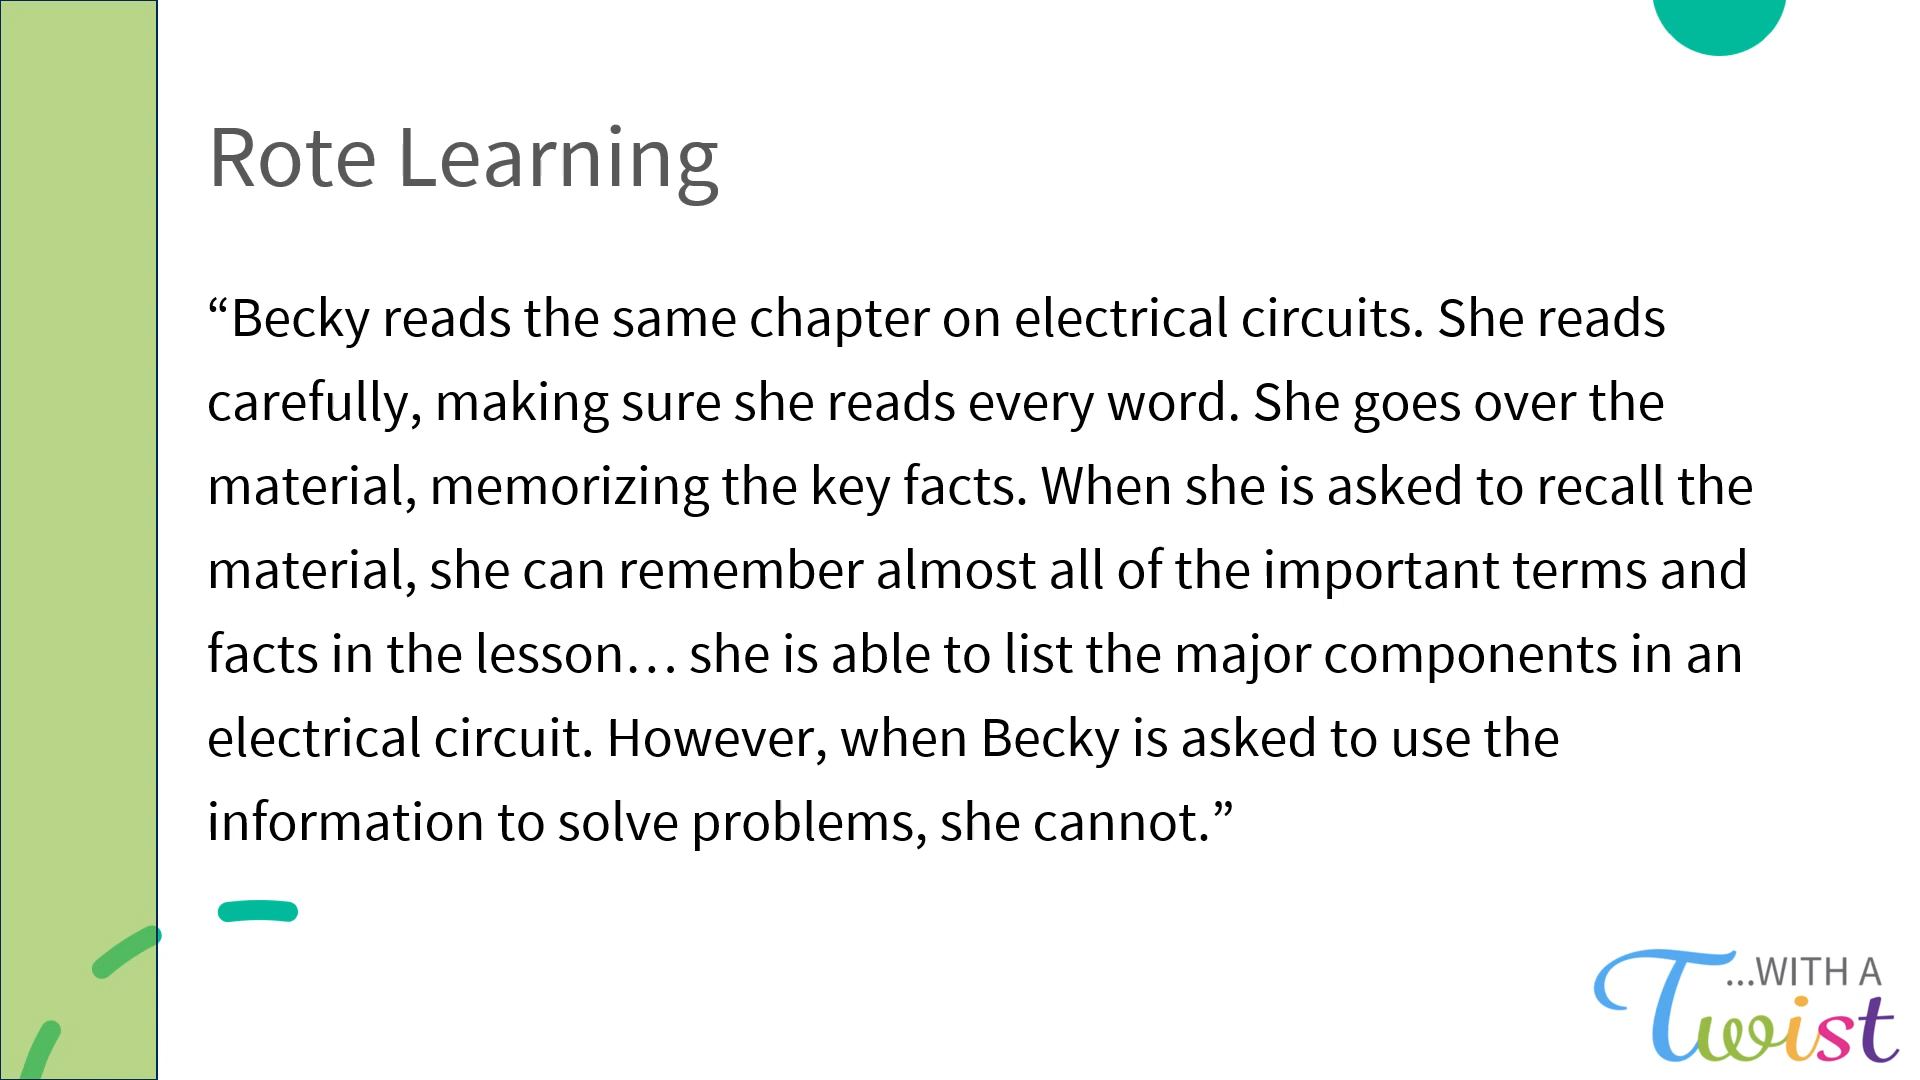 Rote Learning
“Becky reads the same chapter on electrical circuits. She reads
carefully, making sure she reads every word. She goes over the
material, memorizing the key facts. When she is asked to recall the
material, she can remember almost all of the important terms and
facts in the lesson… she is able to list the major components in an
electrical circuit. However, when Becky is asked to use the
information to solve problems, she cannot.”
...WITH A
Twist